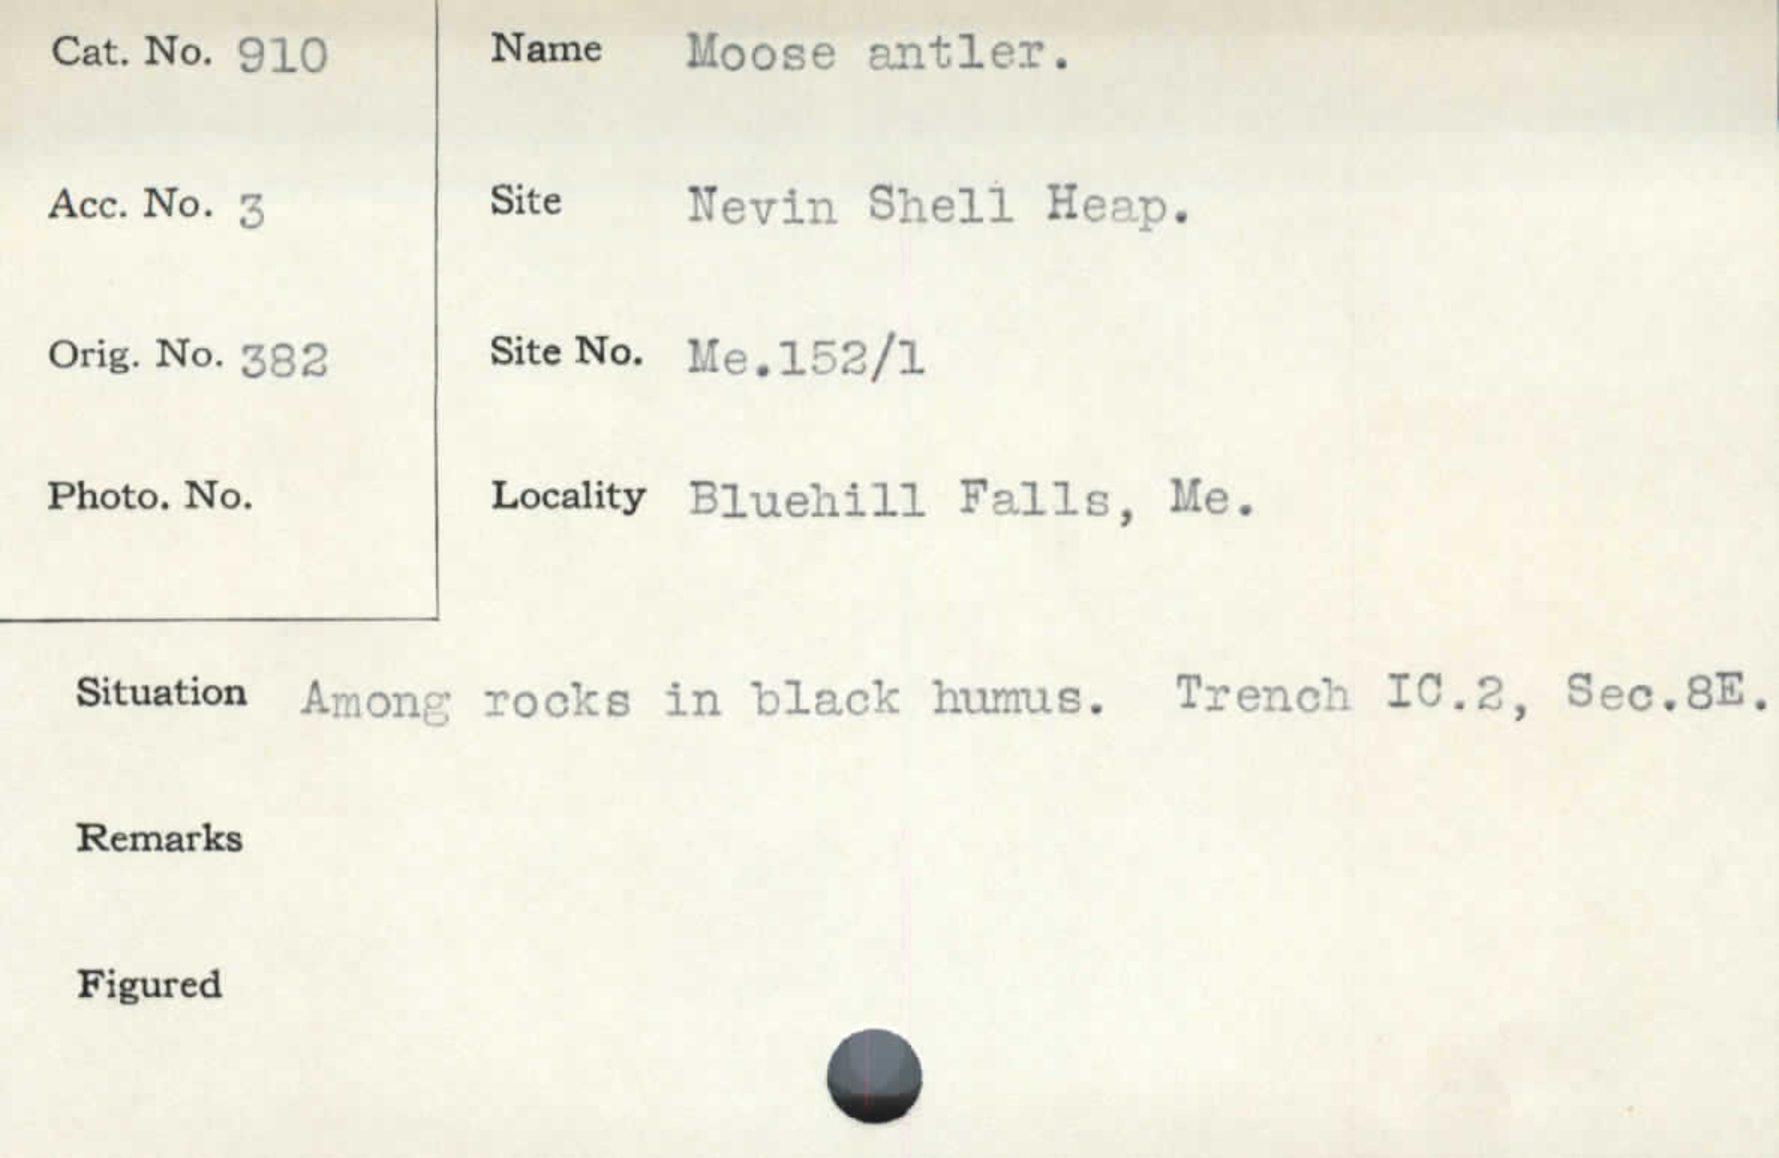 Cat. No. 910
Name Moose antler.
Acc. No. 3
Site Nevin Shell Heap.
Orig. No. 382
Site No. Me.152/1
Photo. No.
Locality Bluehill Falls, Me.
Situation Among rocks in black humus. Trench IC.2, Sec.8E.
Remarks
Figured